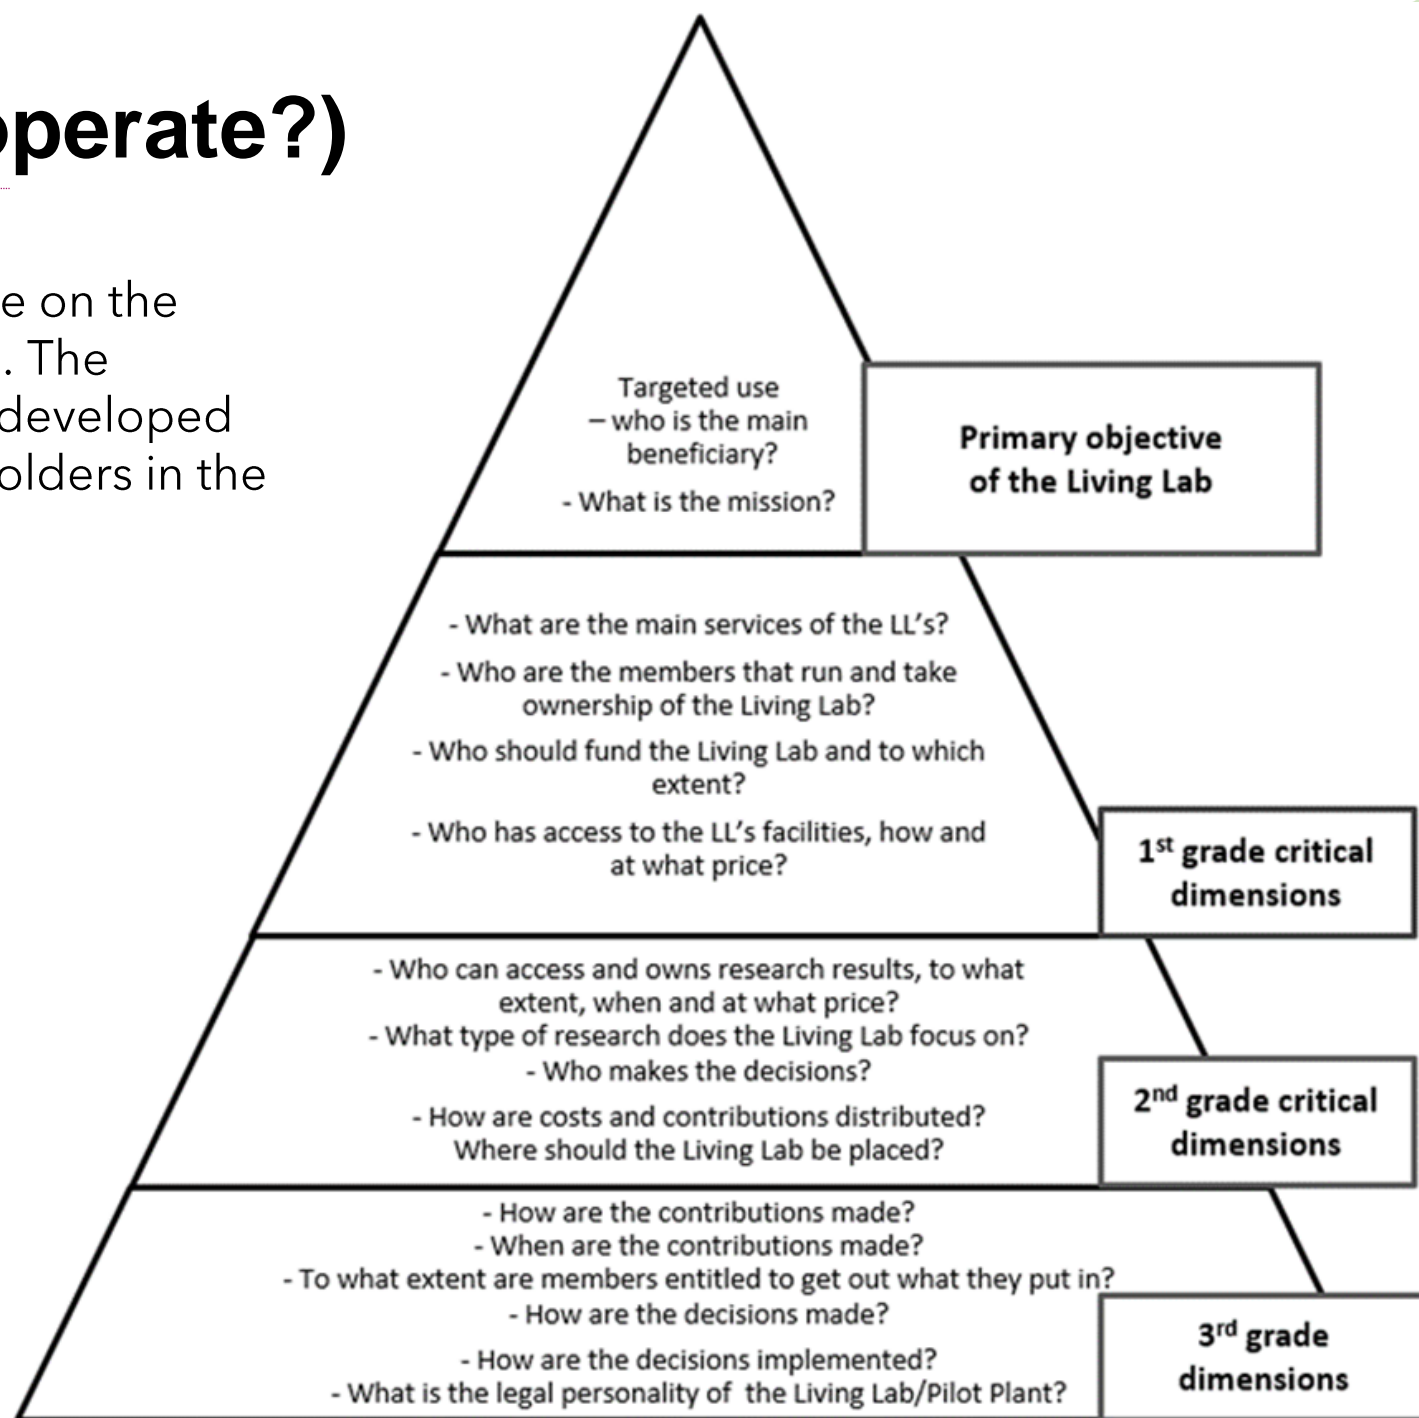 operate?)
e on the
. The
developed
olders in the
Targeted use
– who is the main
beneficiary?
- What is the mission?
Primary objective
of the Living Lab
- What are the main services of the LL's?
- Who are the members that run and take
ownership of the Living Lab?
- Who should fund the Living Lab and to which
extent?
- Who has access to the LL's facilities, how and
at what price?
1st grade critical
dimensions
- Who can access and owns research results, to what
extent, when and at what price?
- What type of research does the Living Lab focus on?
- Who makes the decisions?
- How are costs and contributions distributed?
Where should the Living Lab be placed?
2nd grade critical
dimensions
- How are the contributions made?
- When are the contributions made?
- To what extent are members entitled to get out what they put in?
- How are the decisions made?
- How are the decisions implemented?
- What is the legal personality of the Living Lab/Pilot Plant?
3rd grade
dimensions